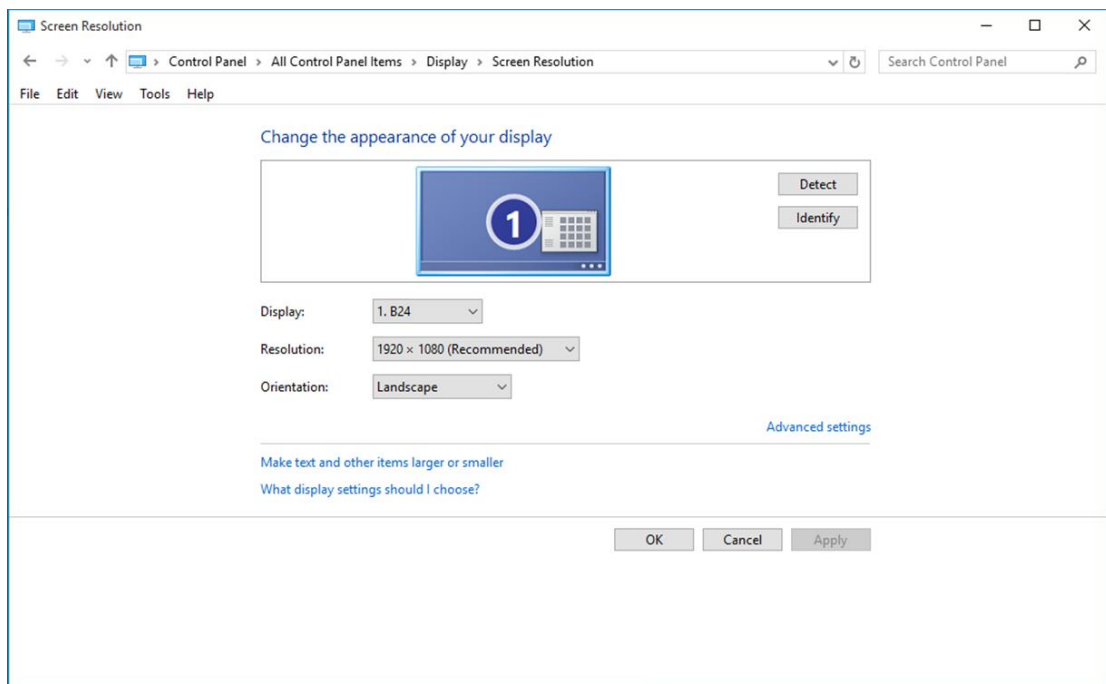 Screen Resolution
Control Panel > All Control Panel Items > Display > Screen Resolution
Search Control Panel
File Edit View Tools Help
Change the appearance of your display
1
Detect
Identify
Display: 1. B24
Resolution: 1920 × 1080 (Recommended)
Orientation: Landscape
Advanced settings
Make text and other items larger or smaller
What display settings should I choose?
OK Cancel Apply